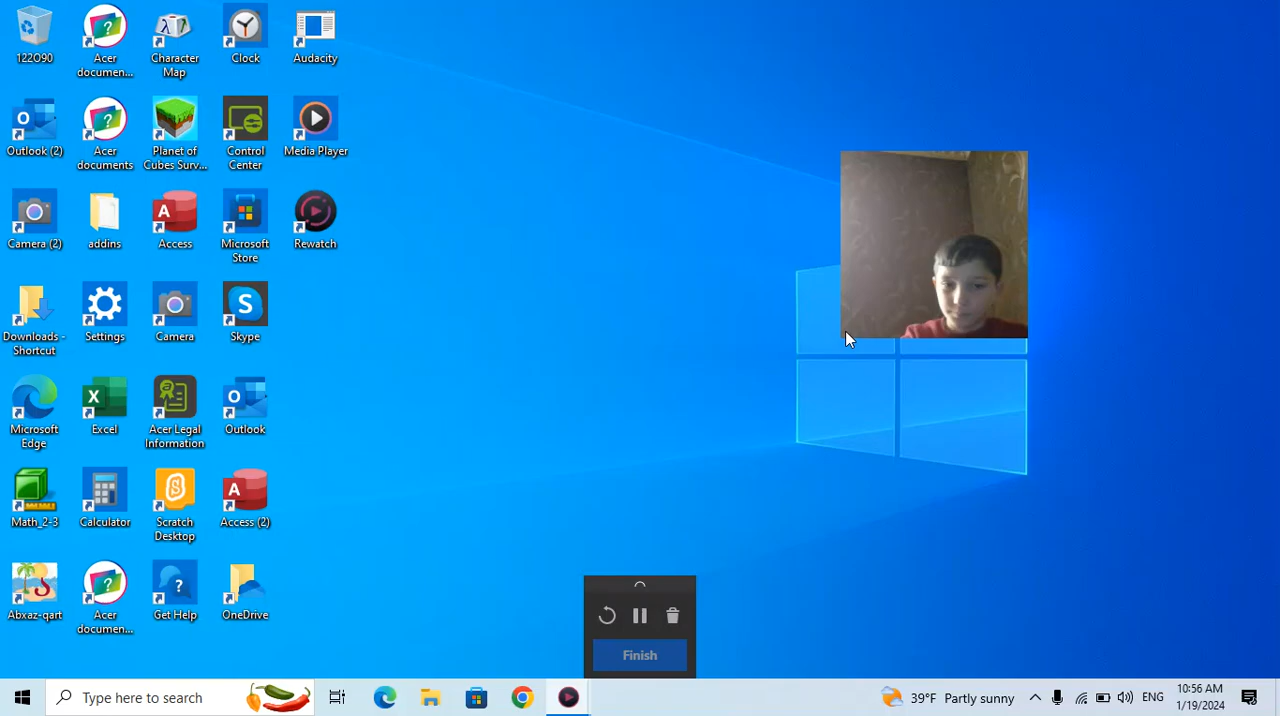 122O90
Acer
documen...
Character
Map
Clock
Audacity
Outlook (2)
Acer
documents
Planet of
Cubes Surv...
Control
Center
Media Player
Camera (2)
addins
Access
Microsoft
Store
Rewatch
Downloads -
Shortcut
Settings
Camera
Skype
Microsoft
Edge
Excel
Acer Legal
Information
Outlook
Math_2-3
Calculator
Scratch
Desktop
Access (2)
Abxaz-qart
Acer
documen...
Get Help
OneDrive
Finish
Type here to search
39°F Partly sunny
ENG
10:56 AM
1/19/2024